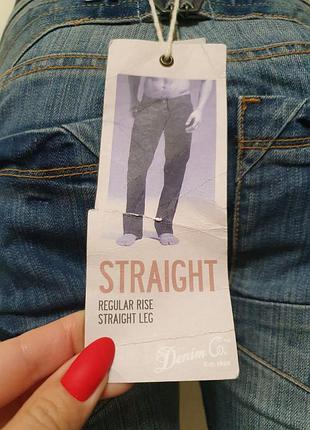 STRAIGHT
REGULAR RISE
STRAIGHT LEG
Denim Co.